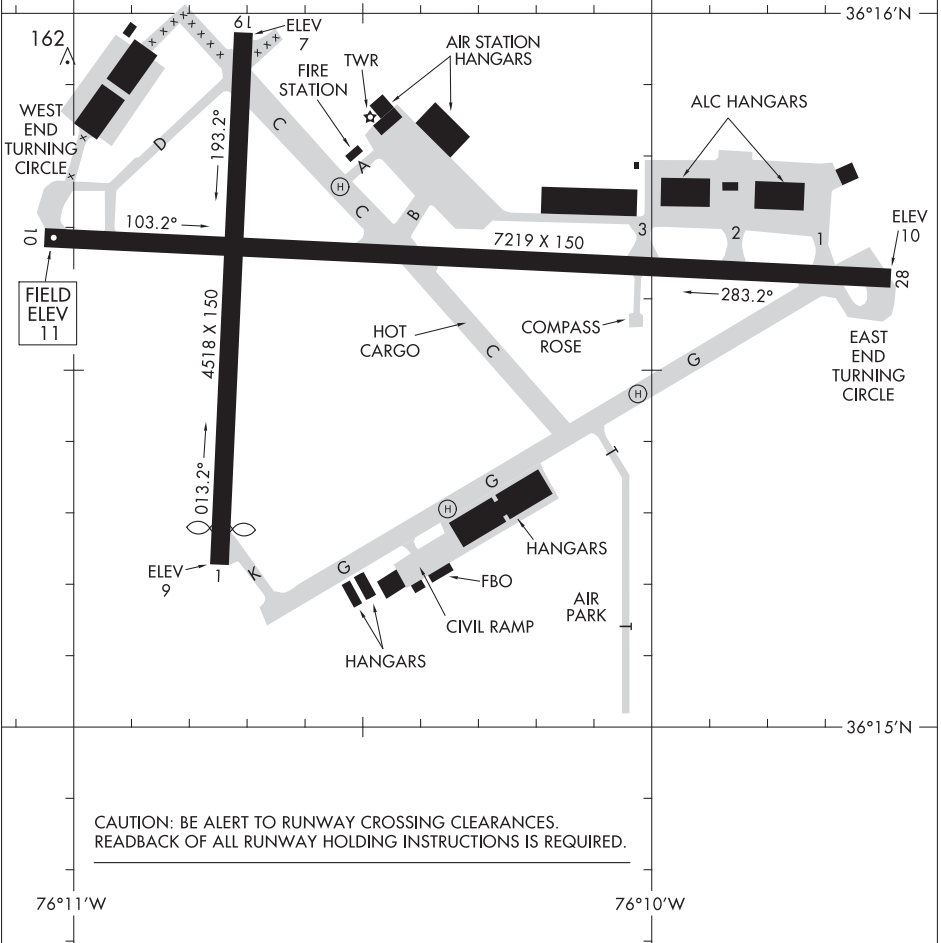 36°16'N
19
ELEV
7
162
AIR STATION
HANGARS
TWR
FIRE
STATION
WEST
END
TURNING
CIRCLE
ALC HANGARS
C
D
193.2°
A
H
C
B
103.2°
10
7219 X 150
3
2
1
ELEV
10
28
283.2°
FIELD
ELEV
11
4518 X 150
HOT
CARGO
COMPASS
ROSE
C
G
EAST
END
TURNING
CIRCLE
H
013.2°
T
G
H
HANGARS
ELEV
9
1
K
G
FBO
AIR
PARK
CIVIL RAMP
T
HANGARS
36°15'N
CAUTION: BE ALERT TO RUNWAY CROSSING CLEARANCES.
READBACK OF ALL RUNWAY HOLDING INSTRUCTIONS IS REQUIRED.
76°11'W
76°10'W